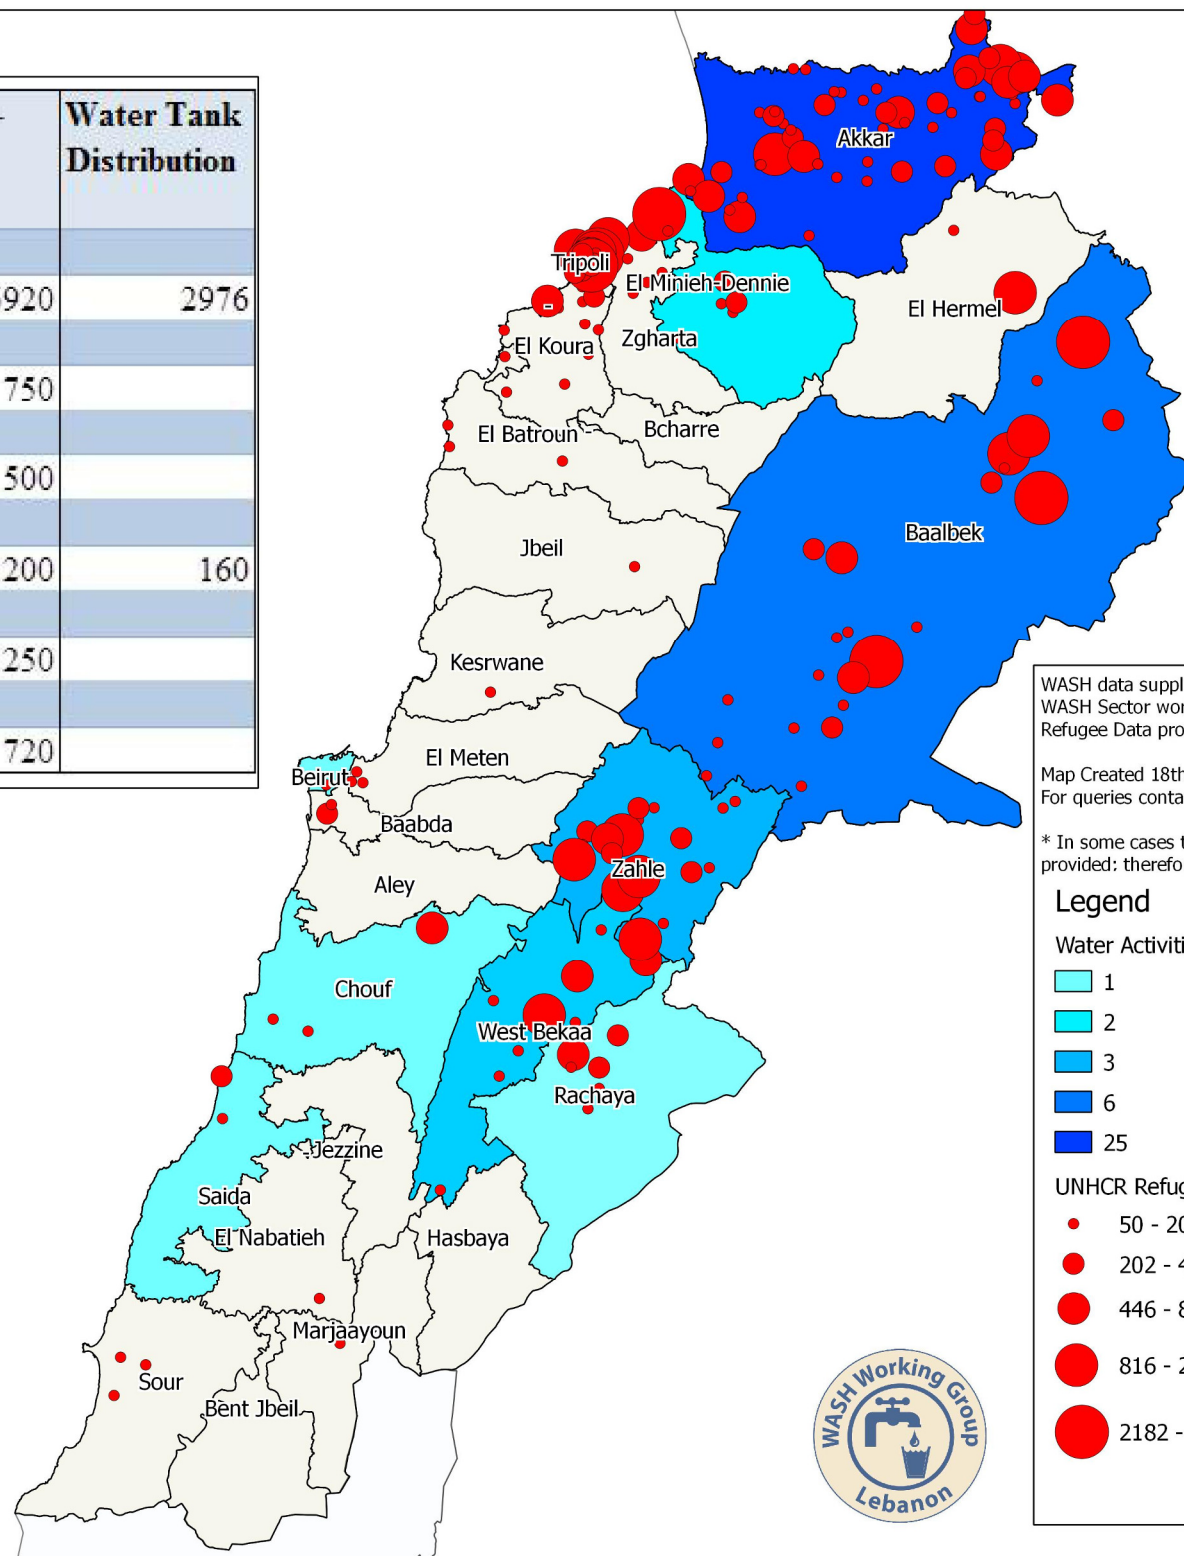 Water Tank
Distribution
920
2976
750
500
200
160
250
720
Akkar
Tripoli
El Minieh-Dennie
El Hermel
Zgharta
El Koura
El Batroun
Bcharre
Jbeil
Baalbek
Kesrwane
El Meten
Beirut
Baabda
Aley
Zahle
Chouf
West Bekaa
Rachaya
Jezzine
Saida
El Nabatieh
Hasbaya
Marjaayoun
Sour
Bent Jbeil
WASH data suppl
WASH Sector wor
Refugee Data pro
Map Created 18th
For queries conta
* In some cases t
provided: therefo
Legend
Water Activiti
1
2
3
6
25
UNHCR Refug
50 - 20
202 - 4
446 - 8
816 - 2
2182 -
WASH Working Group
Lebanon